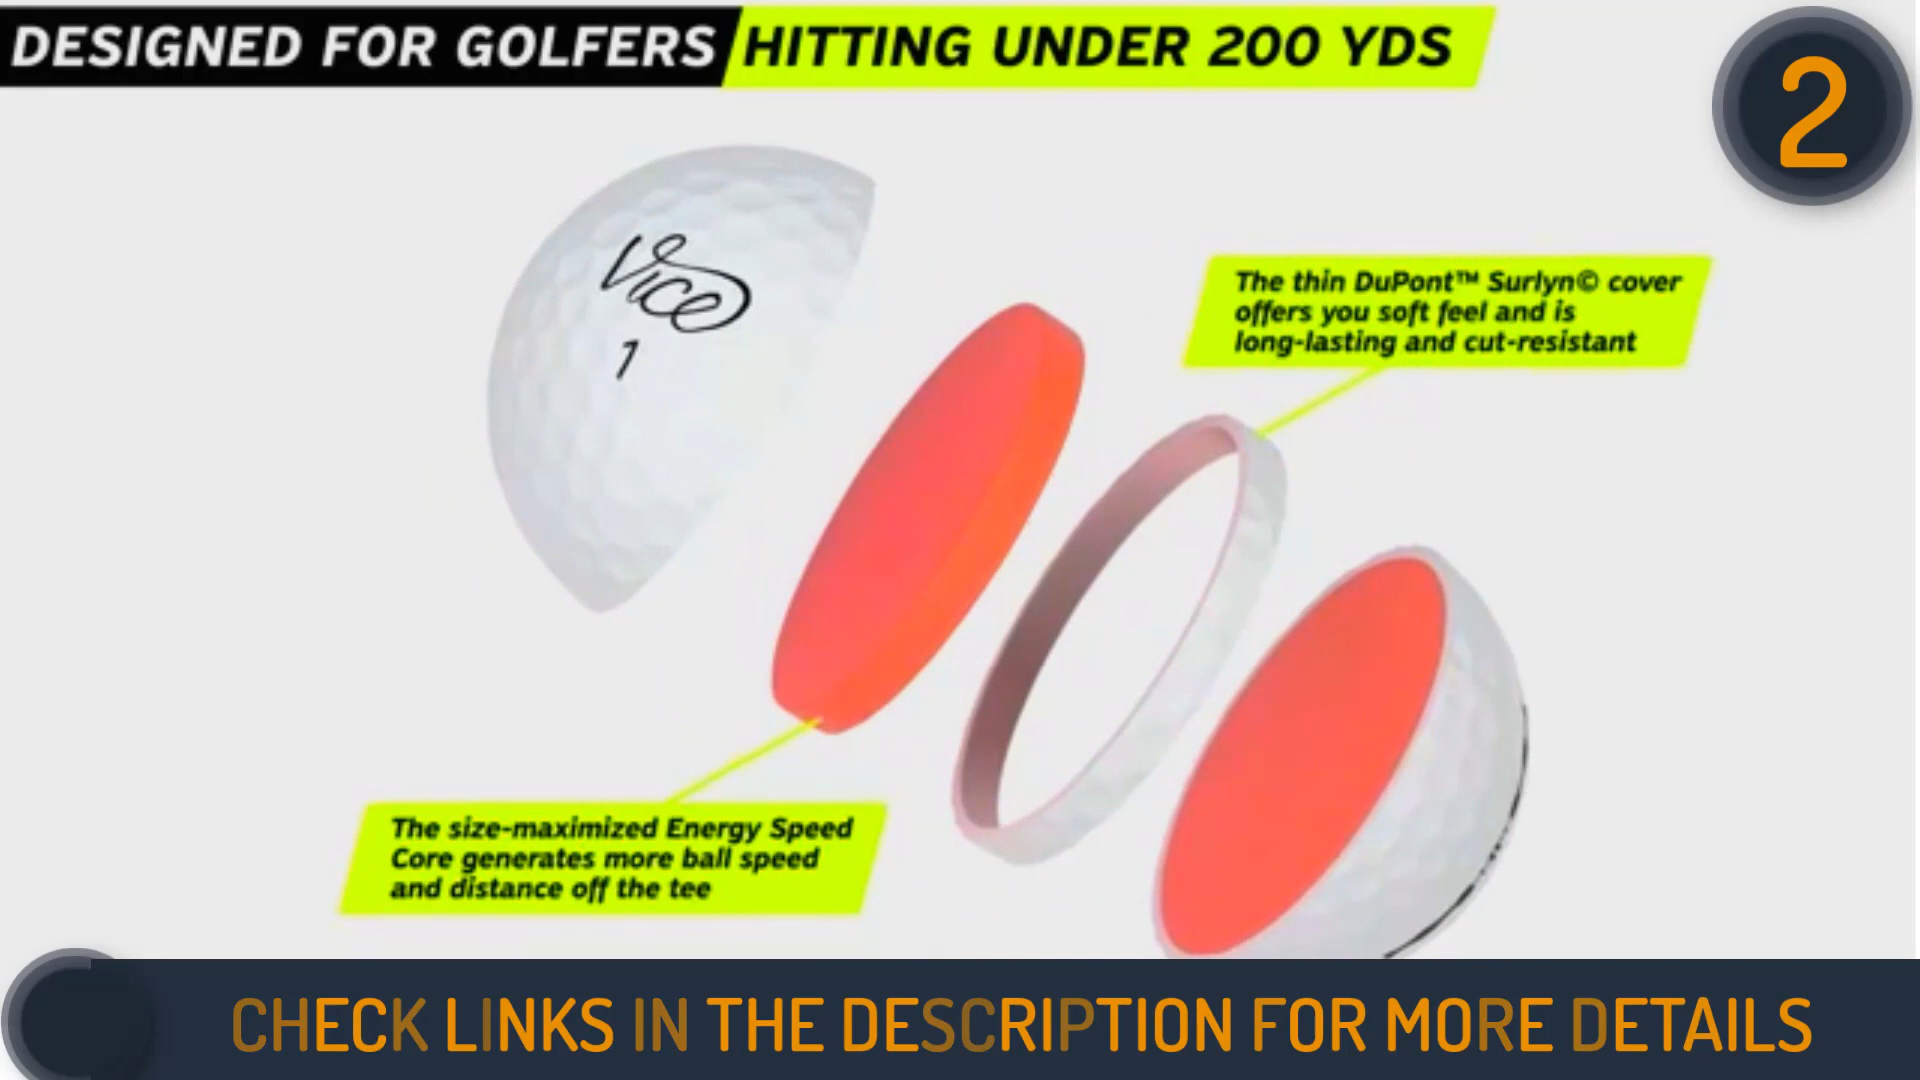 DESIGNED FOR GOLFERS HITTING UNDER 200 YDS
2
Vice
1
The thin DuPont™ Surlyn© cover
offers you soft feel and is
long-lasting and cut-resistant
The size-maximized Energy Speed
Core generates more ball speed
and distance off the tee
CHECK LINKS IN THE DESCRIPTION FOR MORE DETAILS